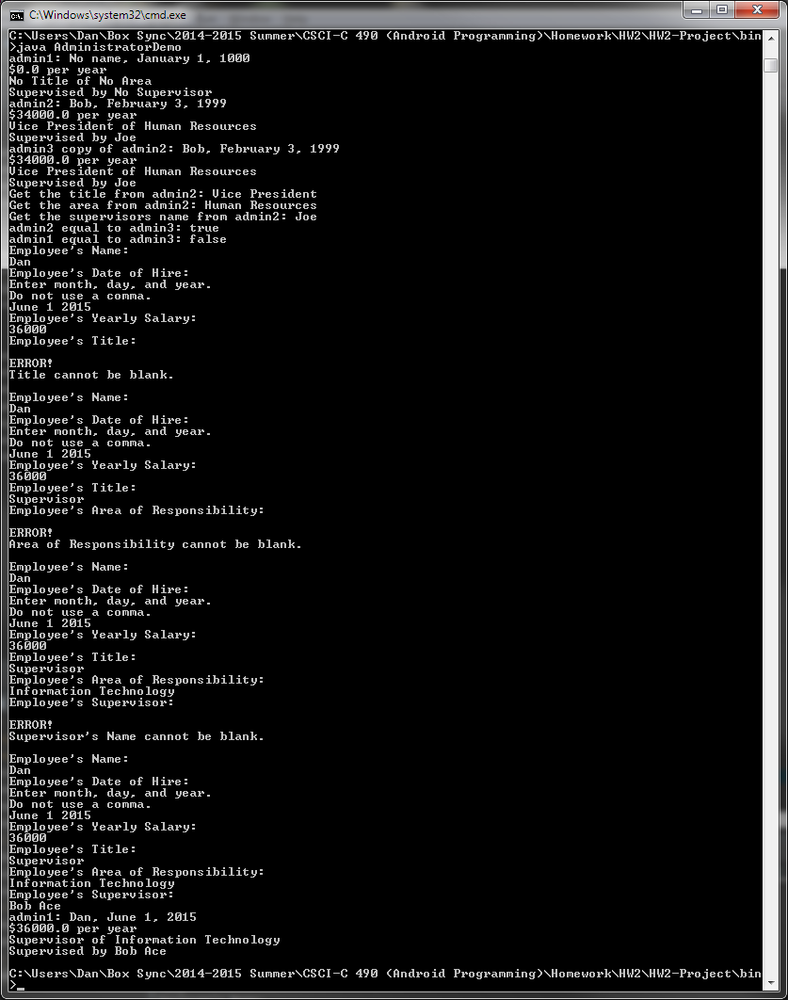 C:\Windows\system32\cmd.exe
C:\Users\Dan\Box Sync\2014-2015 Summer\CSCI-C 490 (Android Programming)\Homework\HW2\HW2-Project\bin
>java AdministratorDemo
admin1: No name, January 1, 1000
$0.0 per year
No Title of No Area
Supervised by No Supervisor
admin2: Bob, February 3, 1999
$34000.0 per year
Vice President of Human Resources
Supervised by Joe
admin3 copy of admin2: Bob, February 3, 1999
$34000.0 per year
Vice President of Human Resources
Supervised by Joe
Get the title from admin2: Vice President
Get the area from admin2: Human Resources
Get the supervisors name from admin2: Joe
admin2 equal to admin3: true
admin1 equal to admin3: false
Employee's Name:
Dan
Employee's Date of Hire:
Enter month, day, and year.
Do not use a comma.
June 1 2015
Employee's Yearly Salary:
36000
Employee's Title:
ERROR!
Title cannot be blank.
Employee's Name:
Dan
Employee's Date of Hire:
Enter month, day, and year.
Do not use a comma.
June 1 2015
Employee's Yearly Salary:
36000
Employee's Title:
Supervisor
Employee's Area of Responsibility:
ERROR!
Area of Responsibility cannot be blank.
Employee's Name:
Dan
Employee's Date of Hire:
Enter month, day, and year.
Do not use a comma.
June 1 2015
Employee's Yearly Salary:
36000
Employee's Title:
Supervisor
Employee's Area of Responsibility:
Information Technology
Employee's Supervisor:
ERROR!
Supervisor's Name cannot be blank.
Employee's Name:
Dan
Employee's Date of Hire:
Enter month, day, and year.
Do not use a comma.
June 1 2015
Employee's Yearly Salary:
36000
Employee's Title:
Supervisor
Employee's Area of Responsibility:
Information Technology
Employee's Supervisor:
Bob Ace
admin1: Dan, June 1, 2015
$36000.0 per year
Supervisor of Information Technology
Supervised by Bob Ace
C:\Users\Dan\Box Sync\2014-2015 Summer\CSCI-C 490 (Android Programming)\Homework\HW2\HW2-Project\bin
>_